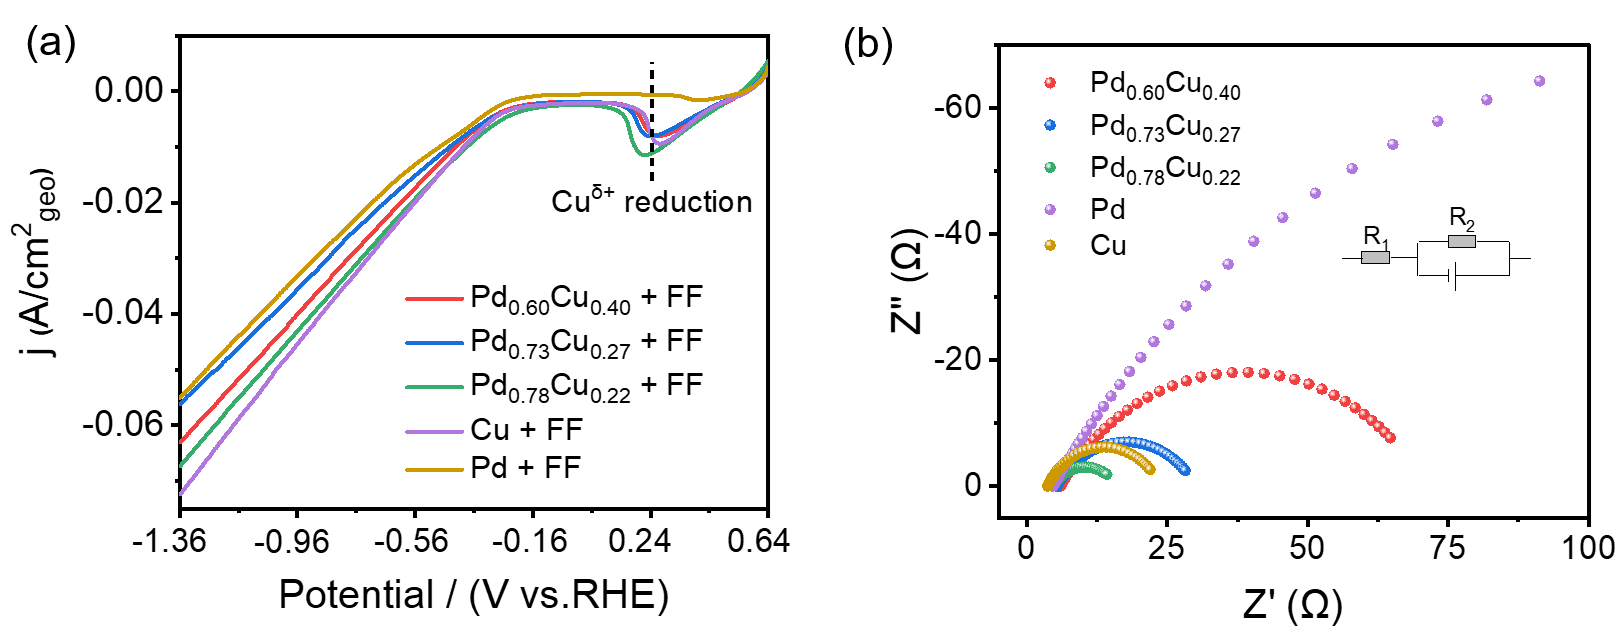 (a)
0.00
-0.02
-0.04
-0.06
j (A/cm²geo)
Cuδ+ reduction
Pd0.60Cu0.40 + FF
Pd0.73Cu0.27 + FF
Pd0.78Cu0.22 + FF
Cu + FF
Pd + FF
-1.36 -0.96 -0.56 -0.16 0.24 0.64
Potential / (V vs.RHE)
(b)
-60
-40
-20
0
Z" (Ω)
Pd0.60Cu0.40
Pd0.73Cu0.27
Pd0.78Cu0.22
Pd
Cu
R1
R2
0 25 50 75 100
Z' (Ω)